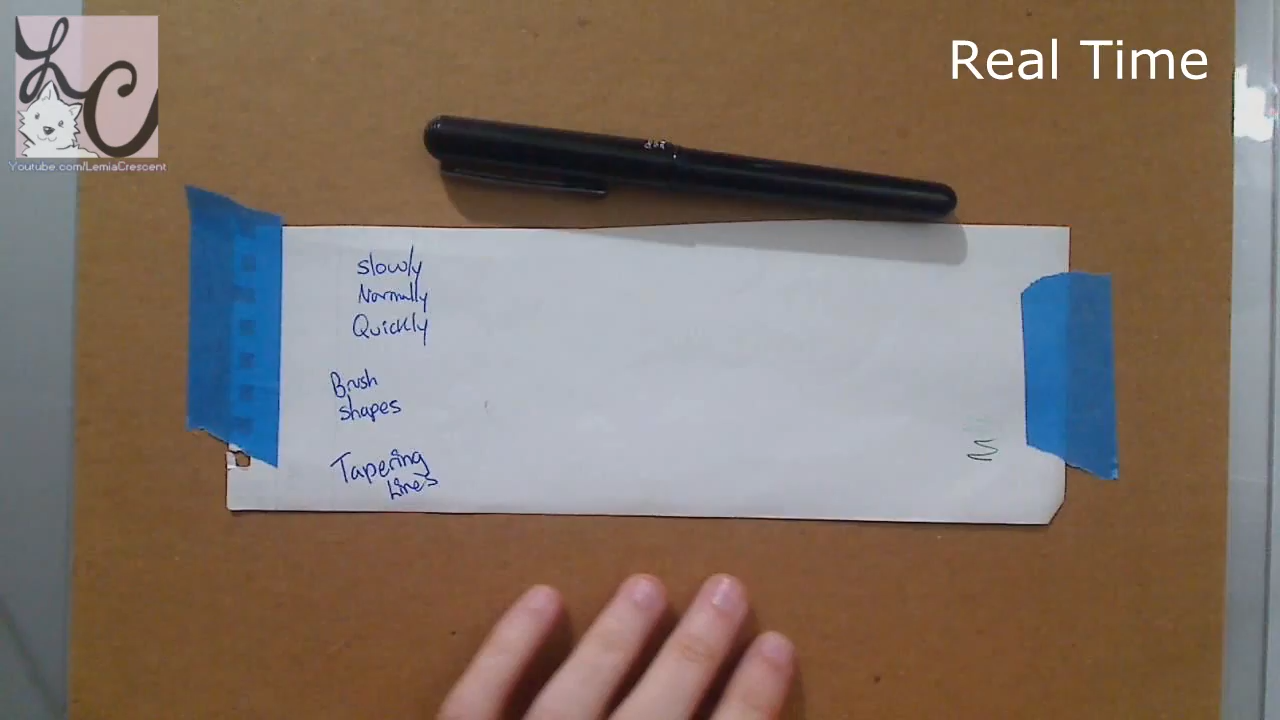 LC
Youtube.com/LemiaCrescent
Real Time
slowly
Normally
Quickly
Brush
shapes
Tapering
Lines